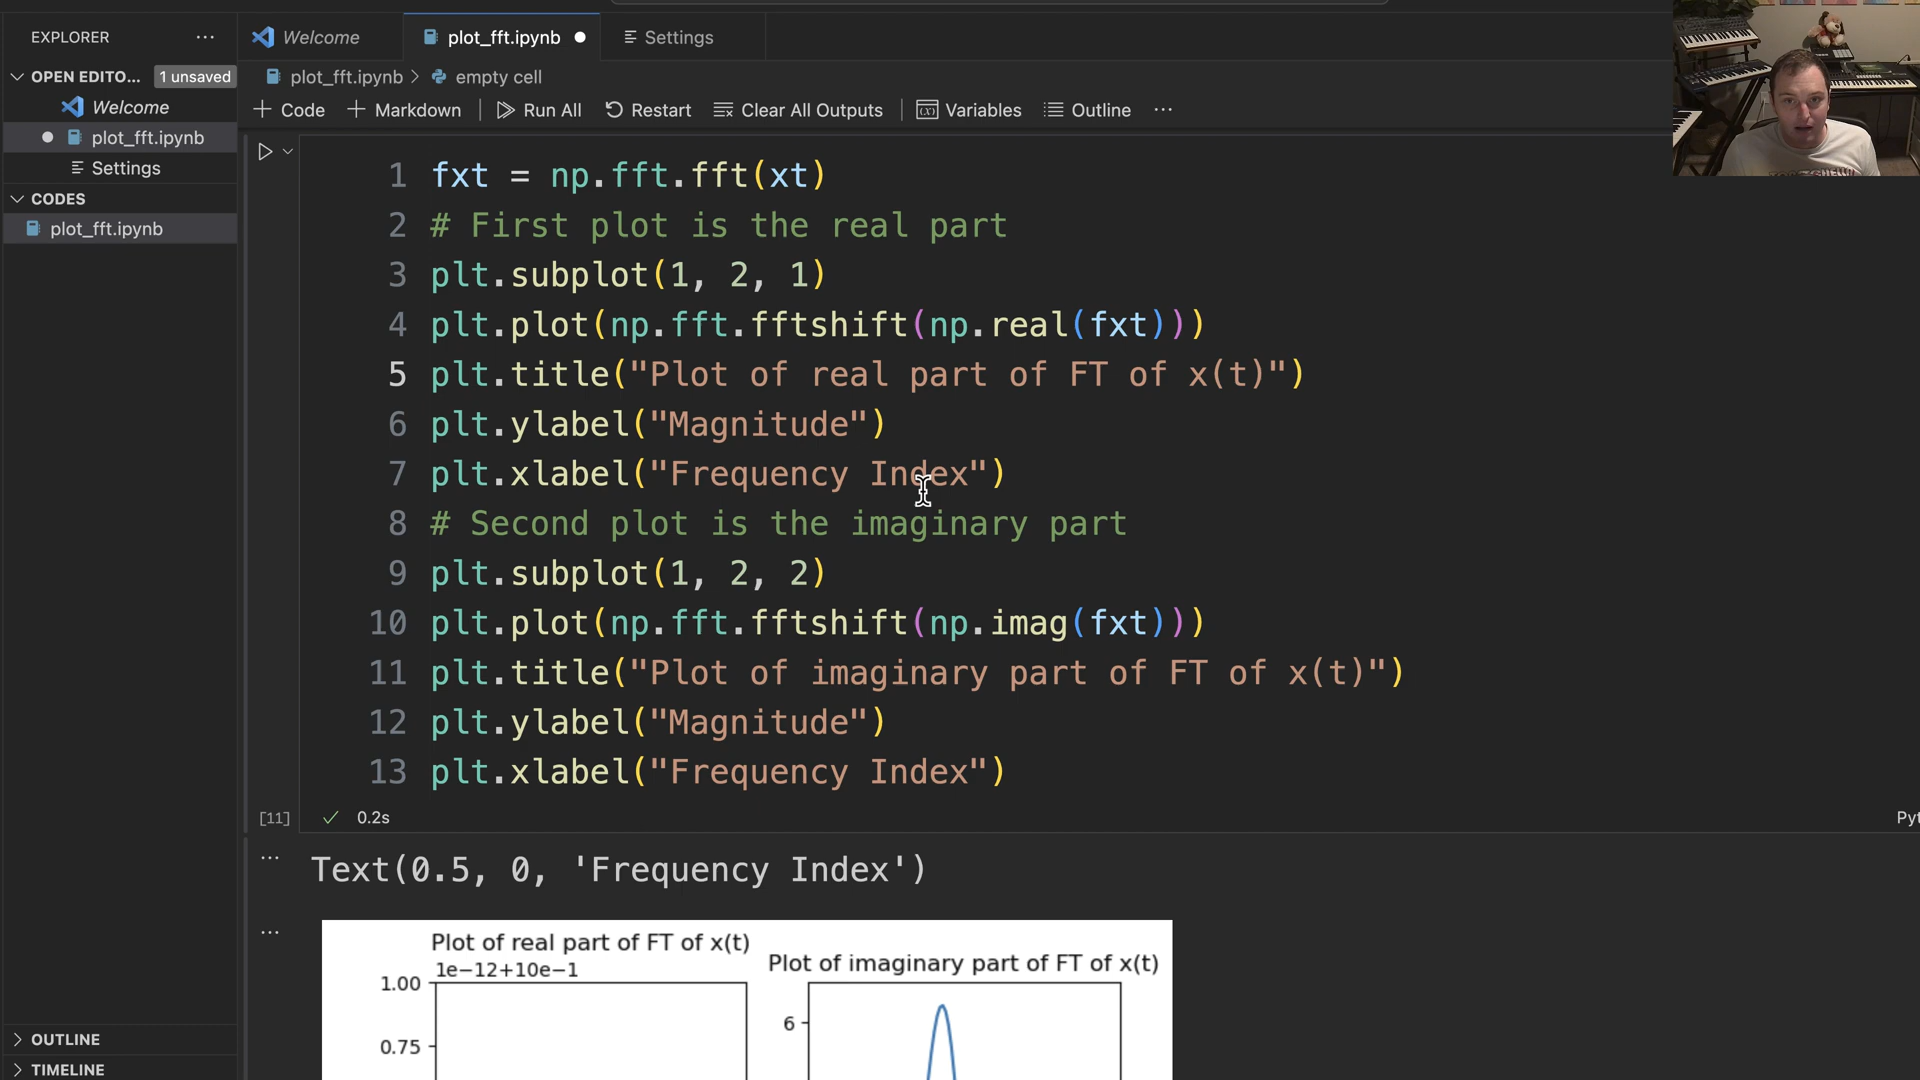 EXPLORER
Welcome
plot_fft.ipynb
Settings
OPEN EDITO...
1 unsaved
Welcome
plot_fft.ipynb
Settings
CODES
plot_fft.ipynb
plot_fft.ipynb > empty cell
+ Code + Markdown | Run All Restart Clear All Outputs | Variables Outline ...
1 fxt = np.fft.fft(xt)
2 # First plot is the real part
3 plt.subplot(1, 2, 1)
4 plt.plot(np.fft.fftshift(np.real(fxt)))
5 plt.title("Plot of real part of FT of x(t)")
6 plt.ylabel("Magnitude")
7 plt.xlabel("Frequency Index")
8 # Second plot is the imaginary part
9 plt.subplot(1, 2, 2)
10 plt.plot(np.fft.fftshift(np.imag(fxt)))
11 plt.title("Plot of imaginary part of FT of x(t)")
12 plt.ylabel("Magnitude")
13 plt.xlabel("Frequency Index")
[11] ✓ 0.2s
Text(0.5, 0, 'Frequency Index')
Plot of real part of FT of x(t)
1e−12+10e−1
1.00
0.75
Plot of imaginary part of FT of x(t)
6
OUTLINE
TIMELINE